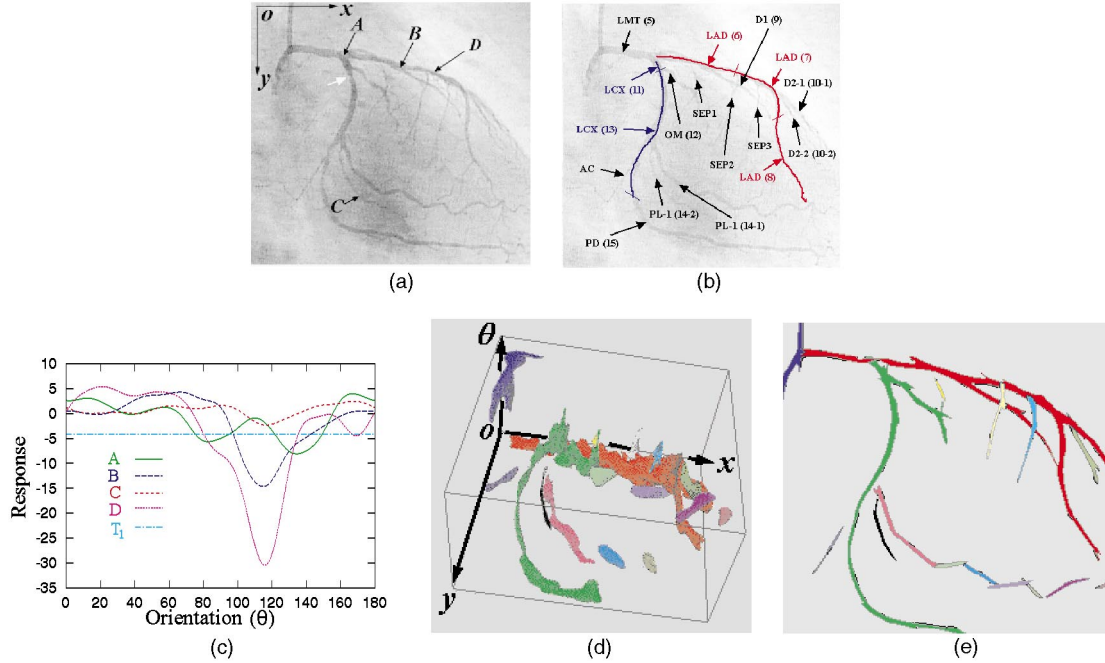 o x
y
A
B
D
C
(a)
LMT (5)
D1 (9)
LAD (6)
LAD (7)
D2-1 (10-1)
LCX (11)
SEP1
LCX (13)
OM (12)
SEP3
SEP2
D2-2 (10-2)
AC
LAD (8)
PL-1 (14-2)
PL-1 (14-1)
PD (15)
(b)
10
5
0
-5
-10
-15
-20
-25
-30
-35
Response
A
B
C
D
T1
0 20 40 60 80 100 120 140 160 180
Orientation (θ)
(c)
θ
o
x
y
(d)
(e)